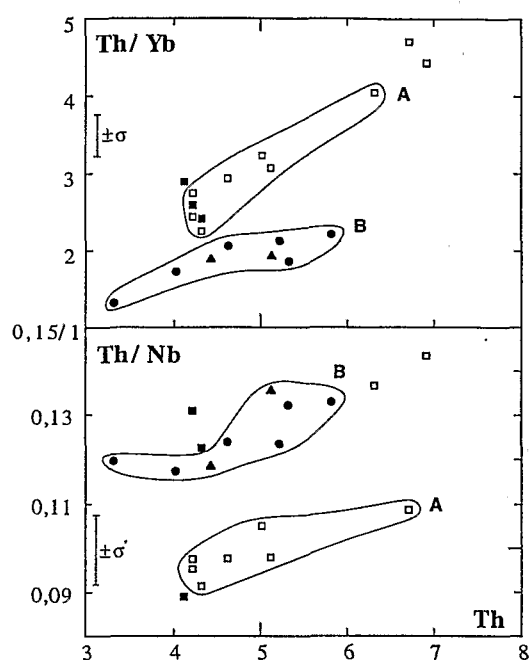 5
Th/ Yb
A
4
±σ
3
B
2
0,15/1
Th/ Nb
B
0,13
0,11
A
±σ'
0,09
Th
3 4 5 6 7 8